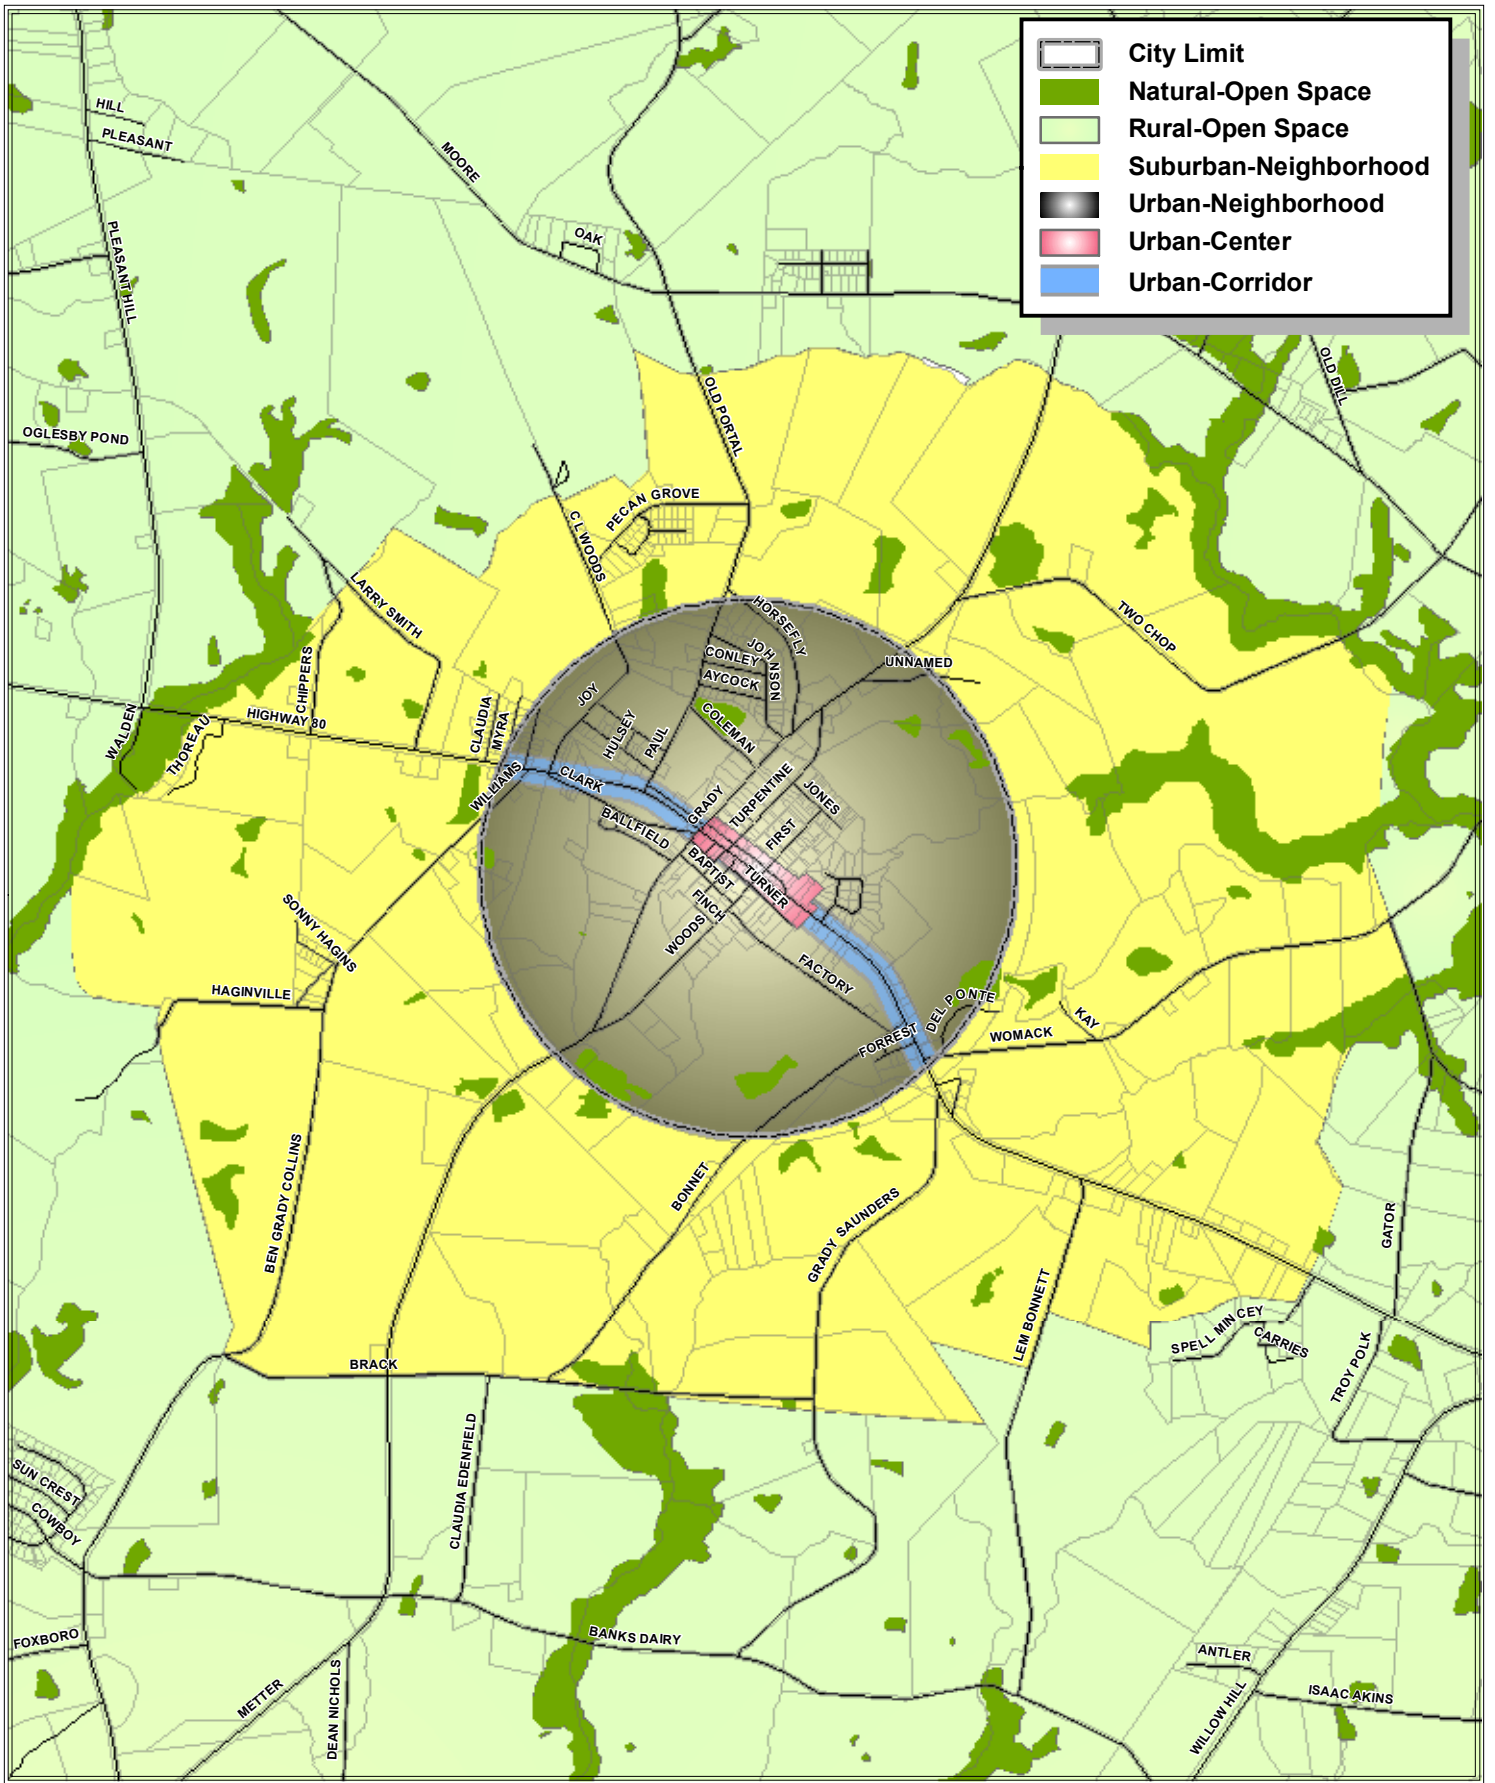 City Limit
Natural-Open Space
Rural-Open Space
Suburban-Neighborhood
Urban-Neighborhood
Urban-Center
Urban-Corridor
HILL
PLEASANT
MOORE
PLEASANT HILL
OAK
OLD DILL
OLD PORTAL
OGLESBY POND
PECAN GROVE
C L WOODS
LARRY SMITH
TWO CHOP
HORSEFLY
JOHNSON
CONLEY
AYCOCK
UNNAMED
CHIPPERS
JOY
HULSEY
PAUL
COLEMAN
WALDEN
THOREAU
HIGHWAY 80
CLAUDIA
MYRA
WILLIAMS
CLARK
GRADY
TURPENTINE
JONES
BALLFIELD
FIRST
BAPTIST
TURNER
FINCH
WOODS
SONNY HAGINS
FACTORY
HAGINVILLE
DEL PONTE
FORREST
WOMACK
KAY
BEN GRADY COLLINS
BONNET
GRADY SAUNDERS
LEM BONNETT
GATOR
SPELL MINCEY
CARRIES
TROY POLK
BRACK
CLAUDIA EDENFIELD
SUN CREST
COWBOY
FOXBORO
BANKS DAIRY
METTER
DEAN NICHOLS
ANTLER
WILLOW HILL
ISAAC AKINS